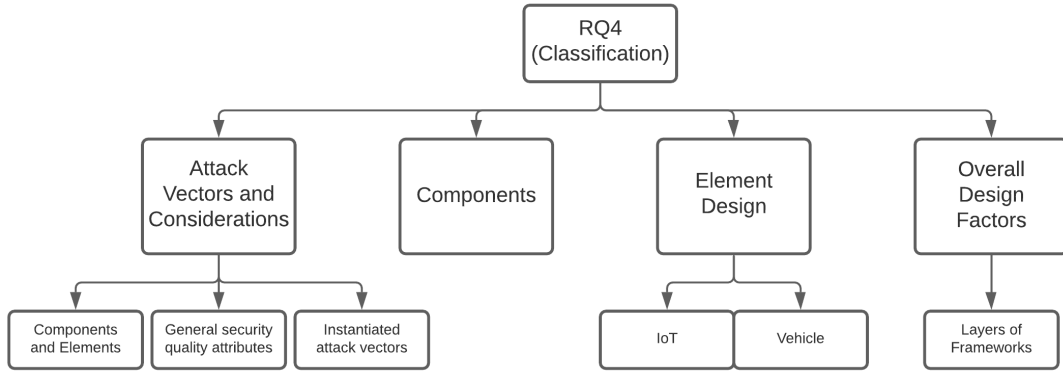 RQ4
(Classification)
Attack
Vectors and
Considerations
Components
Element
Design
Overall
Design
Factors
Components
and Elements
General security
quality attributes
Instantiated
attack vectors
IoT
Vehicle
Layers of
Frameworks